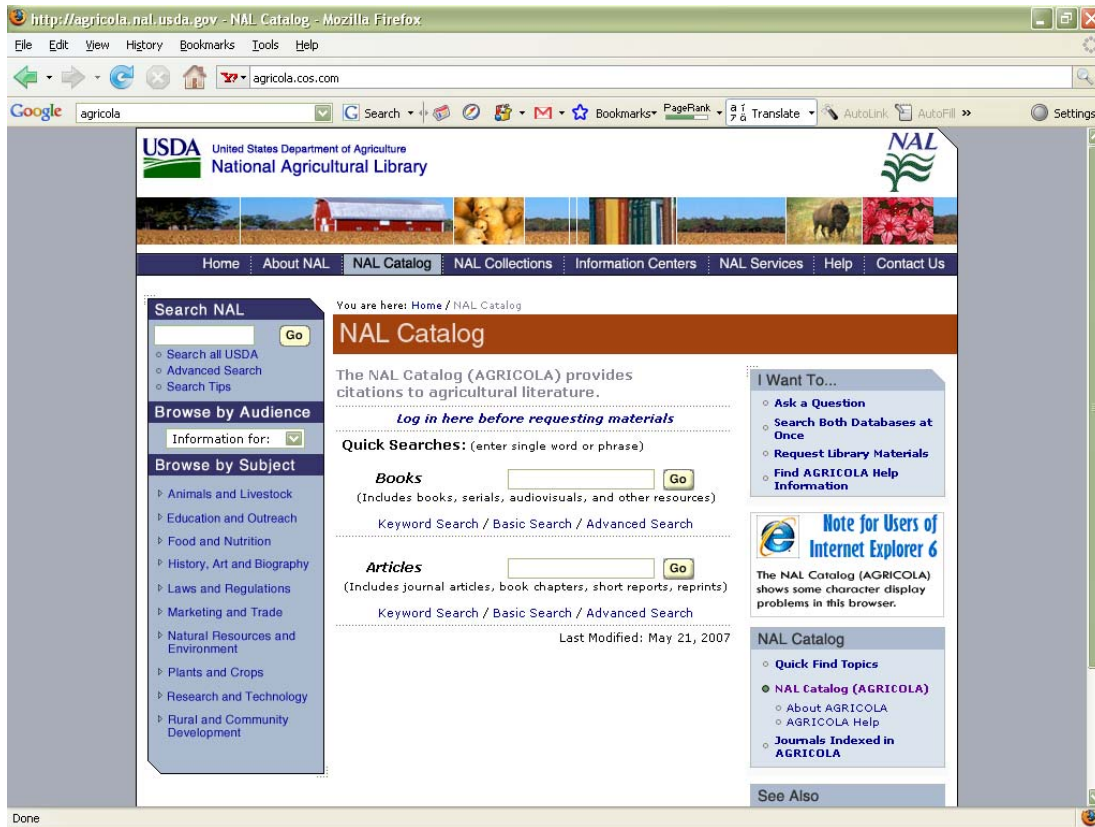 http://agricola.nal.usda.gov - NAL Catalog - Mozilla Firefox
File Edit View History Bookmarks Tools Help
Y! agricola.cos.com
Google agricola G Search Bookmarks PageRank Translate AutoLink AutoFill » Settings
USDA United States Department of Agriculture
National Agricultural Library
NAL
Home About NAL NAL Catalog NAL Collections Information Centers NAL Services Help Contact Us
Search NAL
Go
Search all USDA
Advanced Search
Search Tips
Browse by Audience
Information for:
Browse by Subject
Animals and Livestock
Education and Outreach
Food and Nutrition
History, Art and Biography
Laws and Regulations
Marketing and Trade
Natural Resources and
Environment
Plants and Crops
Research and Technology
Rural and Community
Development
You are here: Home / NAL Catalog
NAL Catalog
The NAL Catalog (AGRICOLA) provides
citations to agricultural literature.
Log in here before requesting materials
Quick Searches: (enter single word or phrase)
Books Go
(Includes books, serials, audiovisuals, and other resources)
Keyword Search / Basic Search / Advanced Search
Articles Go
(Includes journal articles, book chapters, short reports, reprints)
Keyword Search / Basic Search / Advanced Search
Last Modified: May 21, 2007
I Want To...
Ask a Question
Search Both Databases at
Once
Request Library Materials
Find AGRICOLA Help
Information
Note for Users of
Internet Explorer 6
The NAL Catalog (AGRICOLA)
shows some character display
problems in this browser.
NAL Catalog
Quick Find Topics
NAL Catalog (AGRICOLA)
About AGRICOLA
AGRICOLA Help
Journals Indexed in
AGRICOLA
See Also
Done